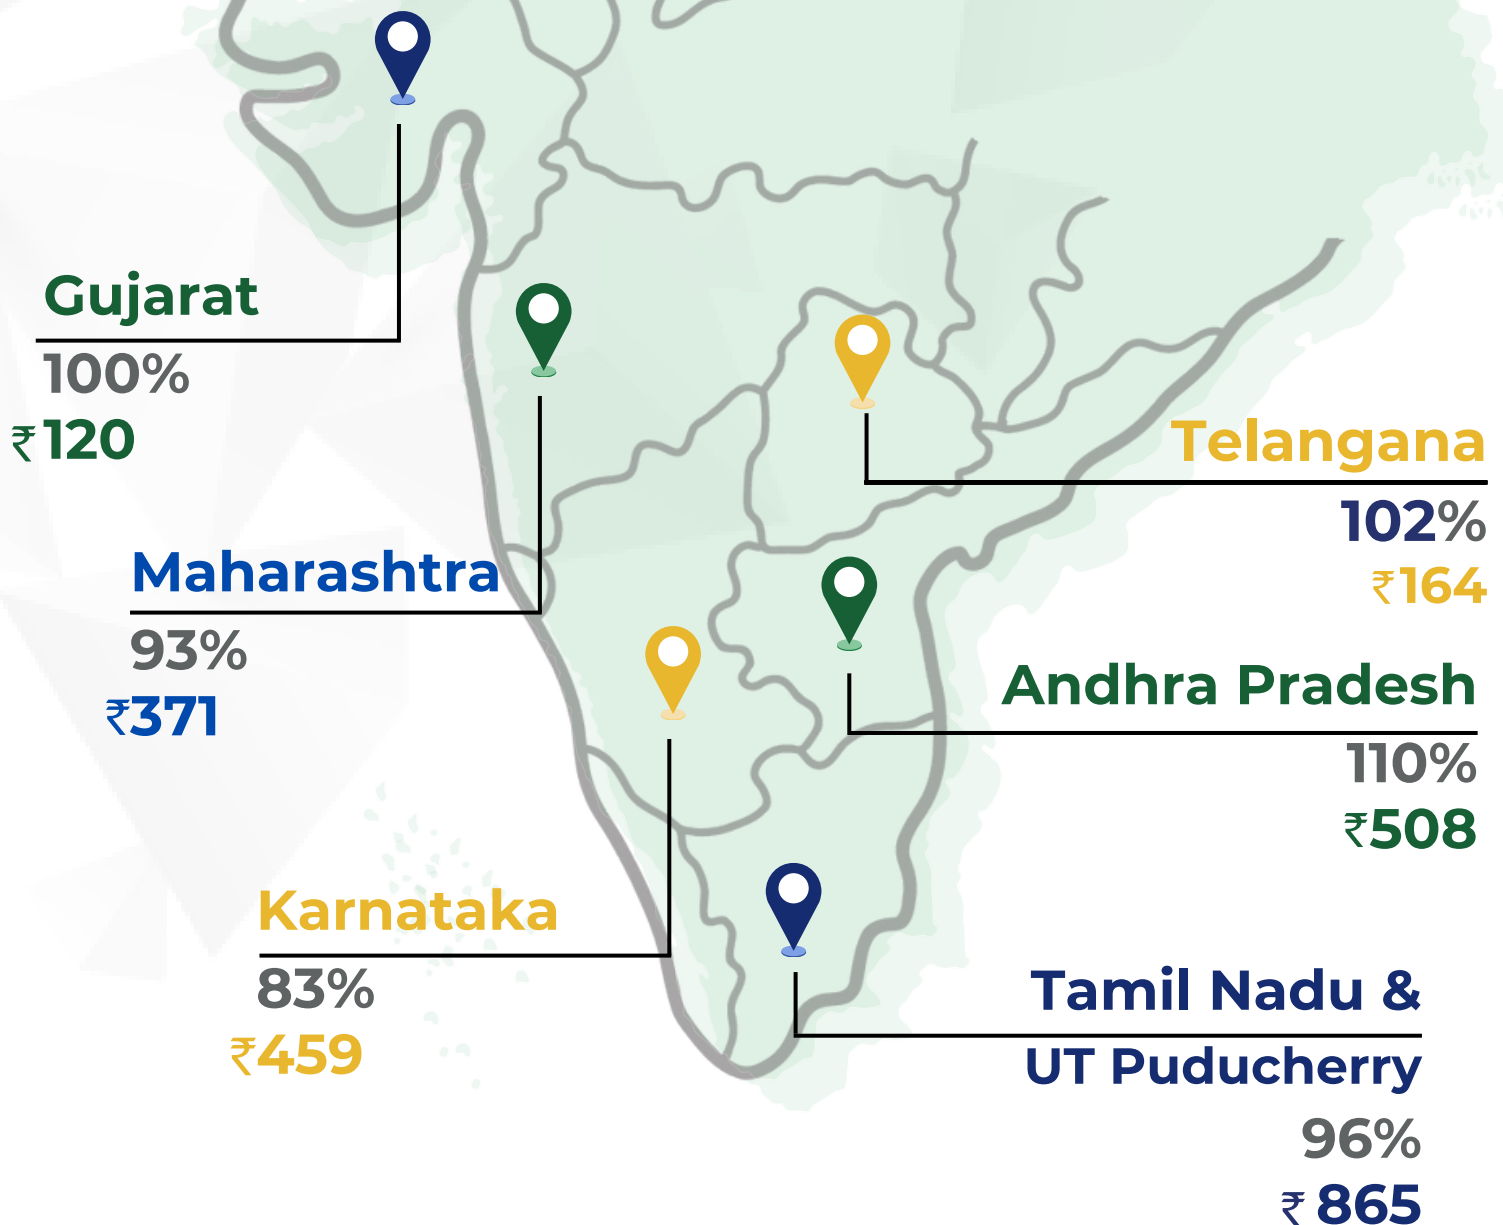 Gujarat
100%
₹120
Maharashtra
93%
₹371
Karnataka
83%
₹459
Telangana
102%
₹164
Andhra Pradesh
110%
₹508
Tamil Nadu &
UT Puducherry
96%
₹ 865